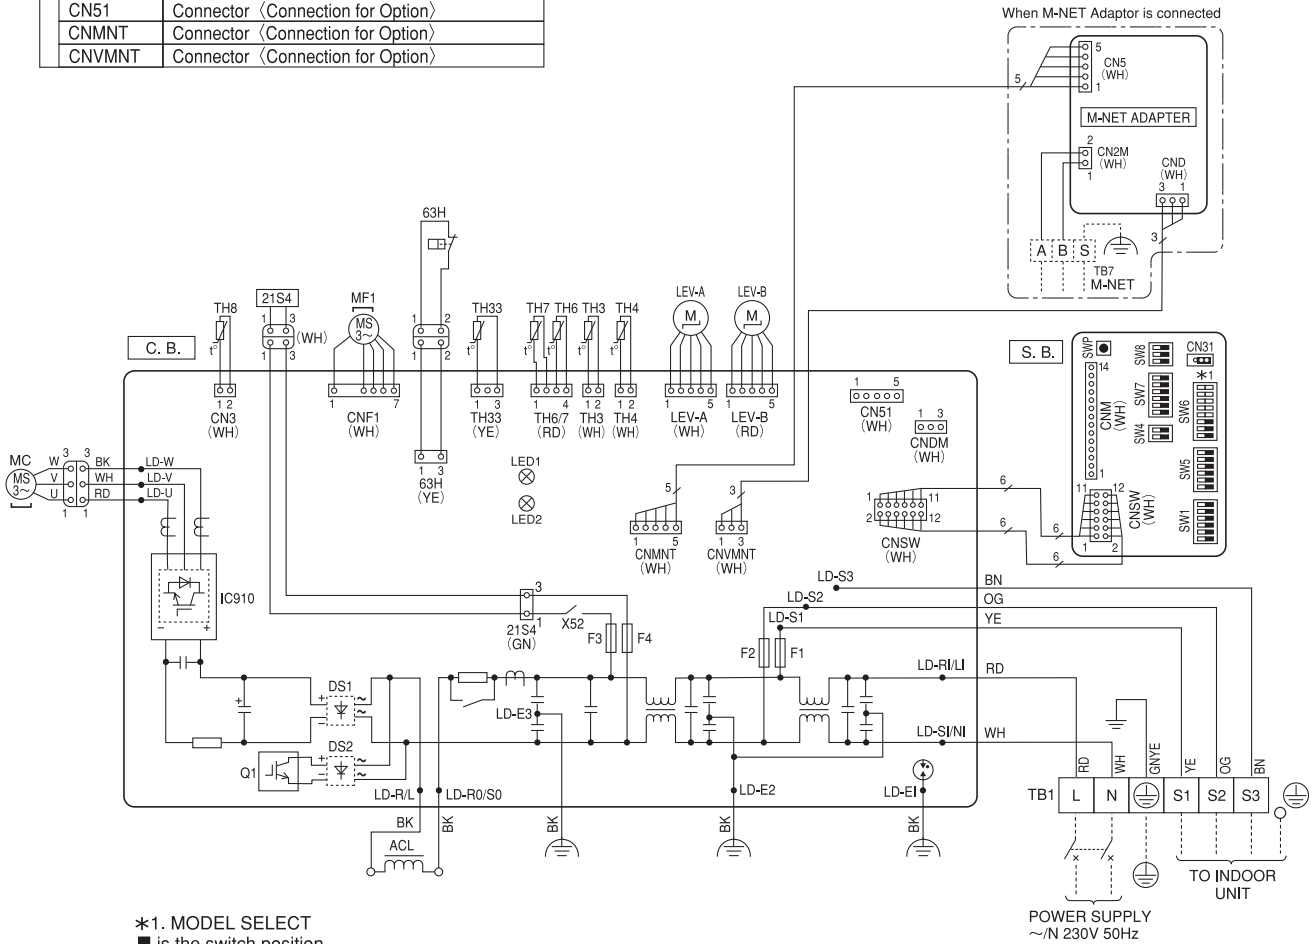 CN51 Connector 〈Connection for Option〉
CNMNT Connector 〈Connection for Option〉
CNVMNT Connector 〈Connection for Option〉
When M-NET Adaptor is connected
5
CN5
(WH)
1
5
M-NET ADAPTER
2
CN2M
(WH)
1
CND
(WH)
3 1
3
A B S
TB7
M-NET
63H
TH8
t°
21S4
1 3
(WH)
1 3
MF1
MS
3~
1 2
1 2
TH33
t°
TH7 TH6 TH3 TH4
t° t° t°
LEV-A
M
LEV-B
M
C. B.
1 2
CN3
(WH)
1 7
CNF1
(WH)
1 3
63H
(YE)
1 3
TH33
(YE)
1 4
TH6/7
(RD)
1 2
TH3
(WH)
1 2
TH4
(WH)
1 5
LEV-A
(WH)
1 5
LEV-B
(RD)
1 5
CN51
(WH)
1 3
CNDM
(WH)
S. B.
SWP
14
CNM
(WH)
1
SW8
CN31
✻1
SW7
SW6
SW4
SW5
SW1
11 12
CNSW
(WH)
1 2
MC
MS
3~
W
V
U
3 3
1 1
BK LD-W
WH LD-V
RD LD-U
LED1
LED2
5
1 5
CNMNT
(WH)
3
1 3
CNVMNT
(WH)
1 11
2 12
CNSW
(WH)
6
6
6
6
IC910
− +
3
1
21S4
(GN)
X52
F3 F4
F2 F1
LD-S3
LD-S2
LD-S1
BN
OG
YE
LD-RI/LI RD
LD-SI/NI WH
+
DS1
+ ~
− ~
DS2
+ ~
− ~
Q1
LD-E3
LD-R/L
LD-R0/S0
LD-E2
LD-EI
BK
ACL
BK
BK
BK
BK
RD WH GNYE YE OG BN
TB1 L N S1 S2 S3
TO INDOOR
UNIT
POWER SUPPLY
~/N 230V 50Hz
✻1. MODEL SELECT
■ is the switch position